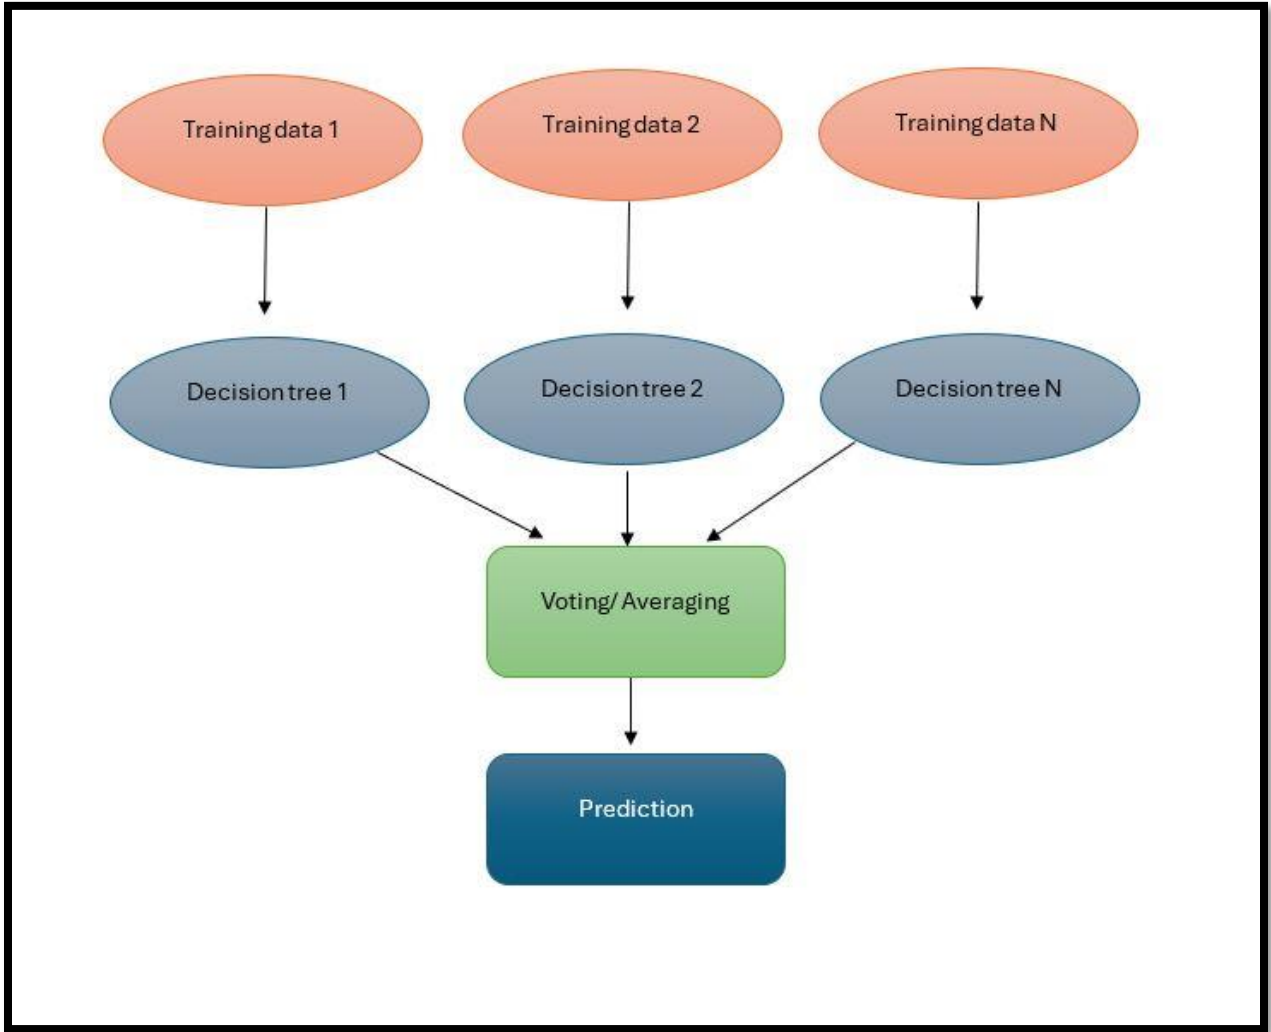 Training data 1
Training data 2
Training data N
Decision tree 1
Decision tree 2
Decision tree N
Voting/ Averaging
Prediction